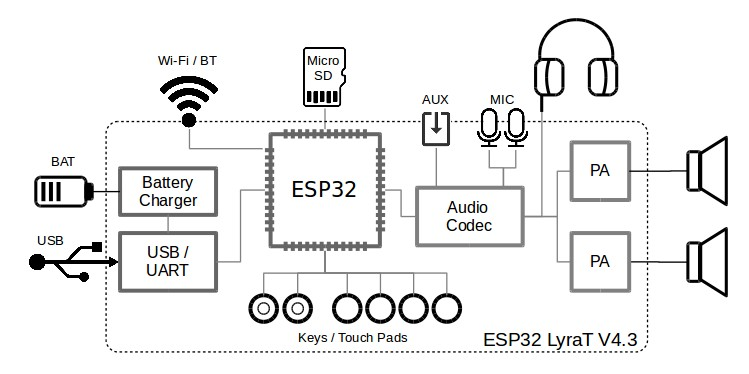 Wi-Fi / BT
Micro
SD
AUX
MIC
BAT
Battery
Charger
ESP32
Audio
Codec
PA
USB
USB /
UART
PA
Keys / Touch Pads
ESP32 LyraT V4.3